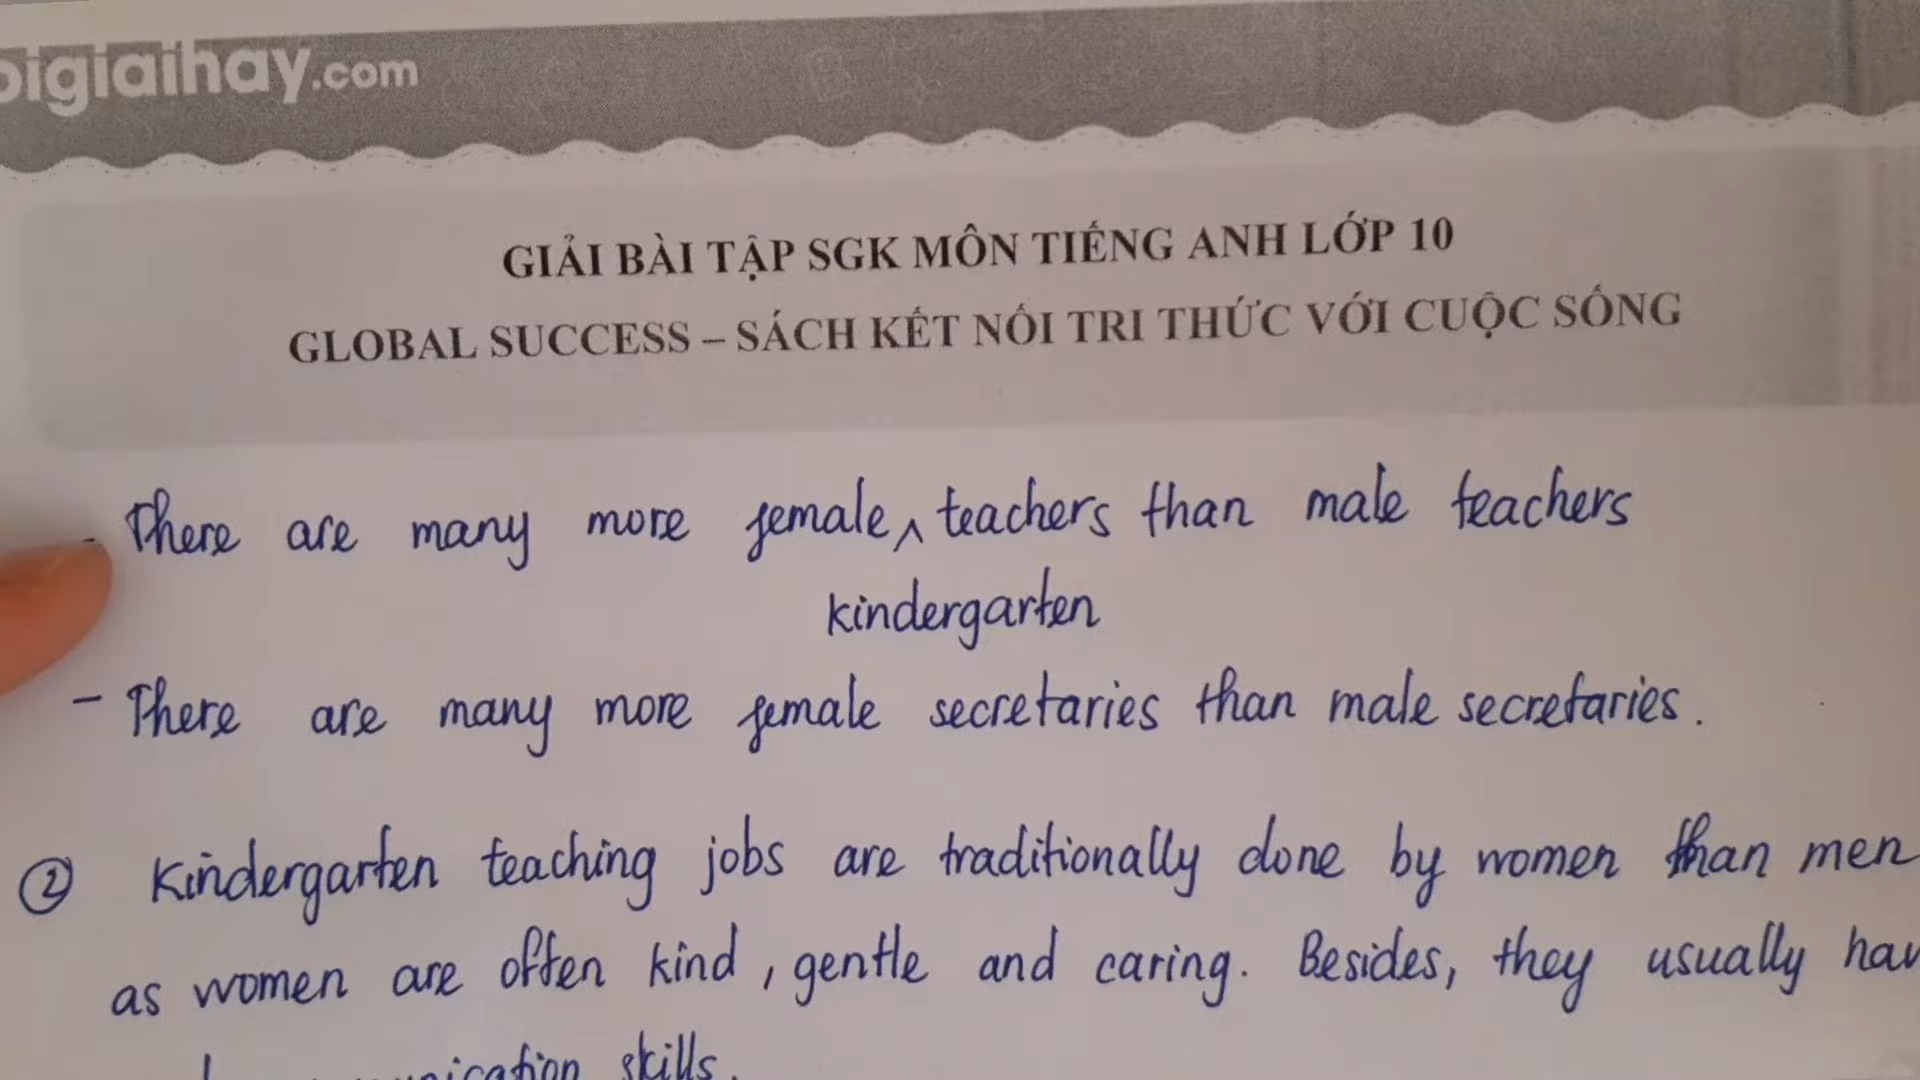 oigiaihay.com
GIẢI BÀI TẬP SGK MÔN TIẾNG ANH LỚP 10
GLOBAL SUCCESS – SÁCH KẾT NỐI TRI THỨC VỚI CUỘC SỐNG
- There are many more female ^ teachers than male teachers
kindergarten
- There are many more female secretaries than male secretaries.
② Kindergarten teaching jobs are traditionally done by women than men
as women are often kind, gentle and caring. Besides, they usually hav
skills.